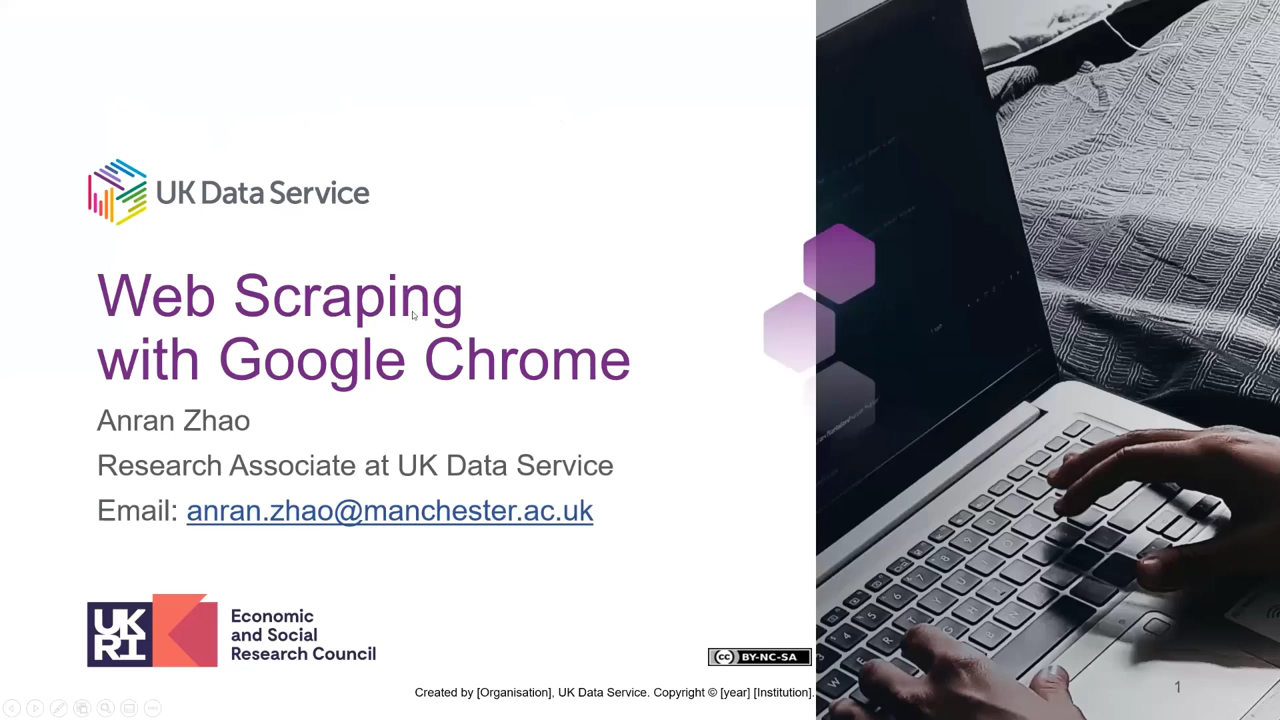 UK Data Service
Web Scraping
with Google Chrome
Anran Zhao
Research Associate at UK Data Service
Email: anran.zhao@manchester.ac.uk
UK
RI
Economic
and Social
Research Council
cc BY-NC-SA
Created by [Organisation], UK Data Service. Copyright © [year] [Institution].
1